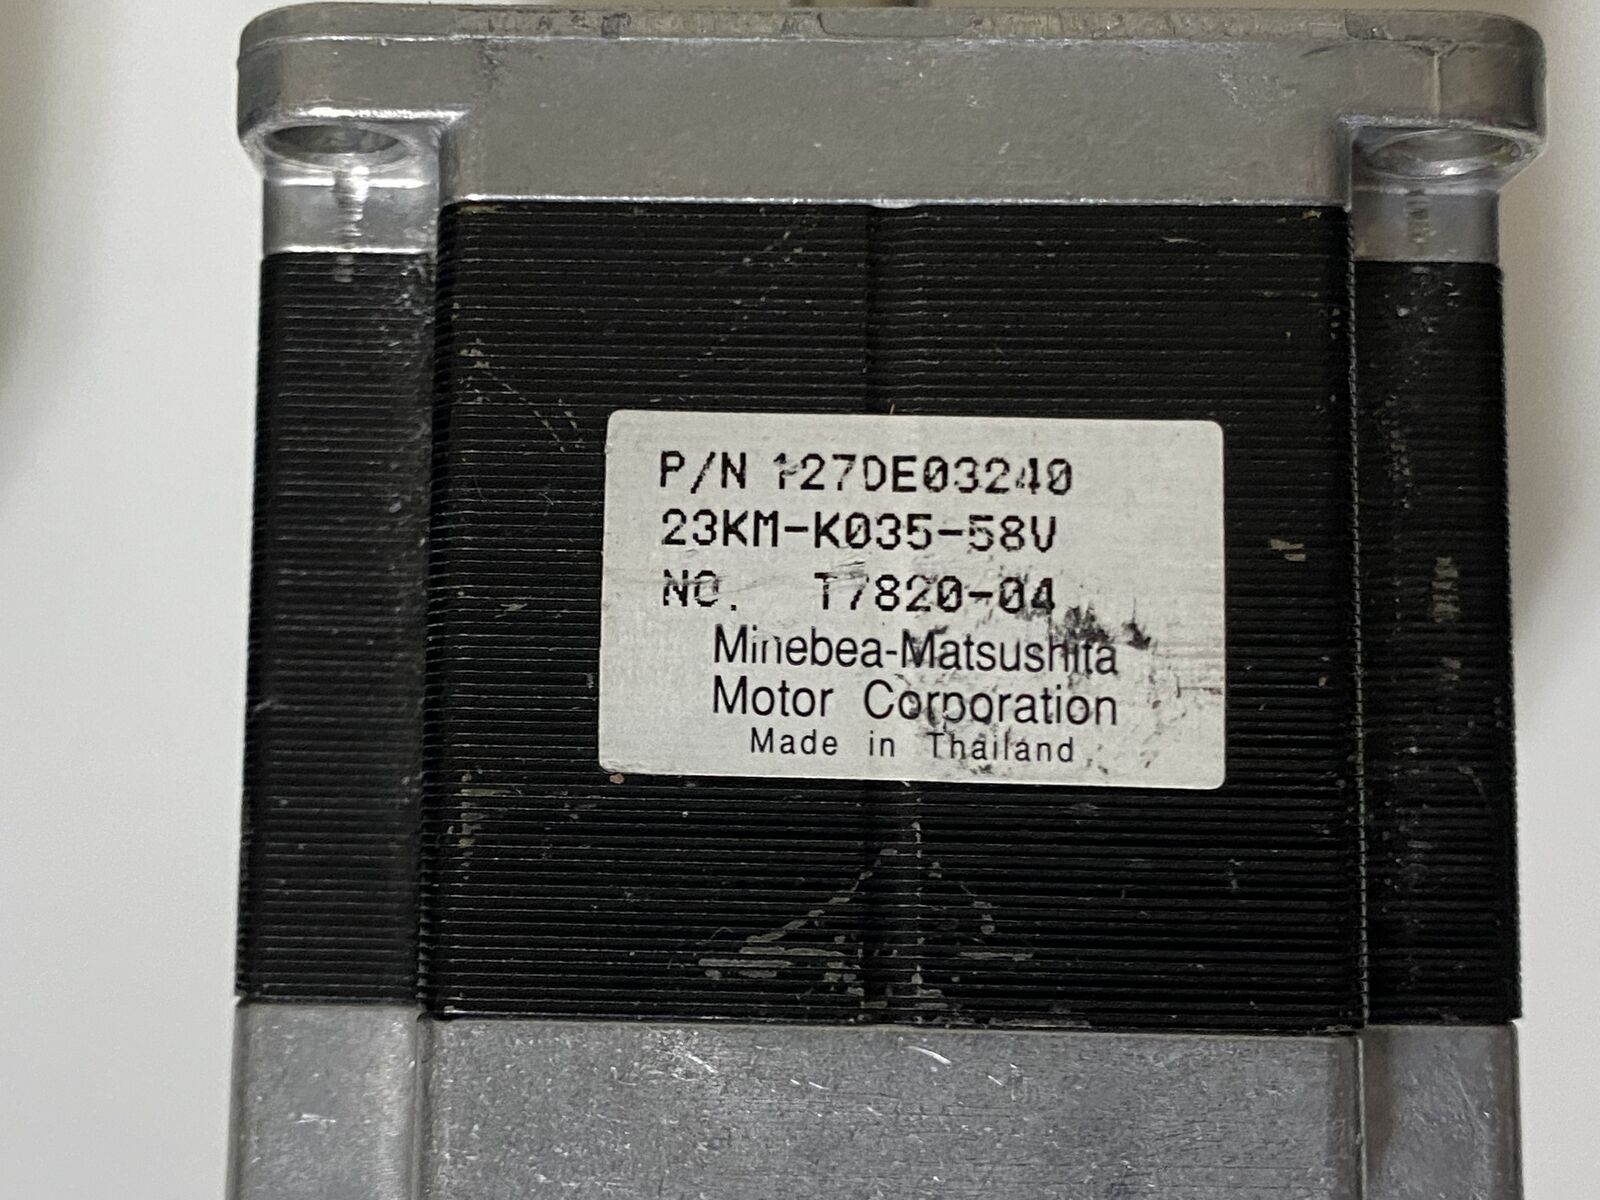 P/N 127DE03240
23KM-K035-58V
NO. T7820-04
Minebea-Matsushita
Motor Corporation
Made in Thailand